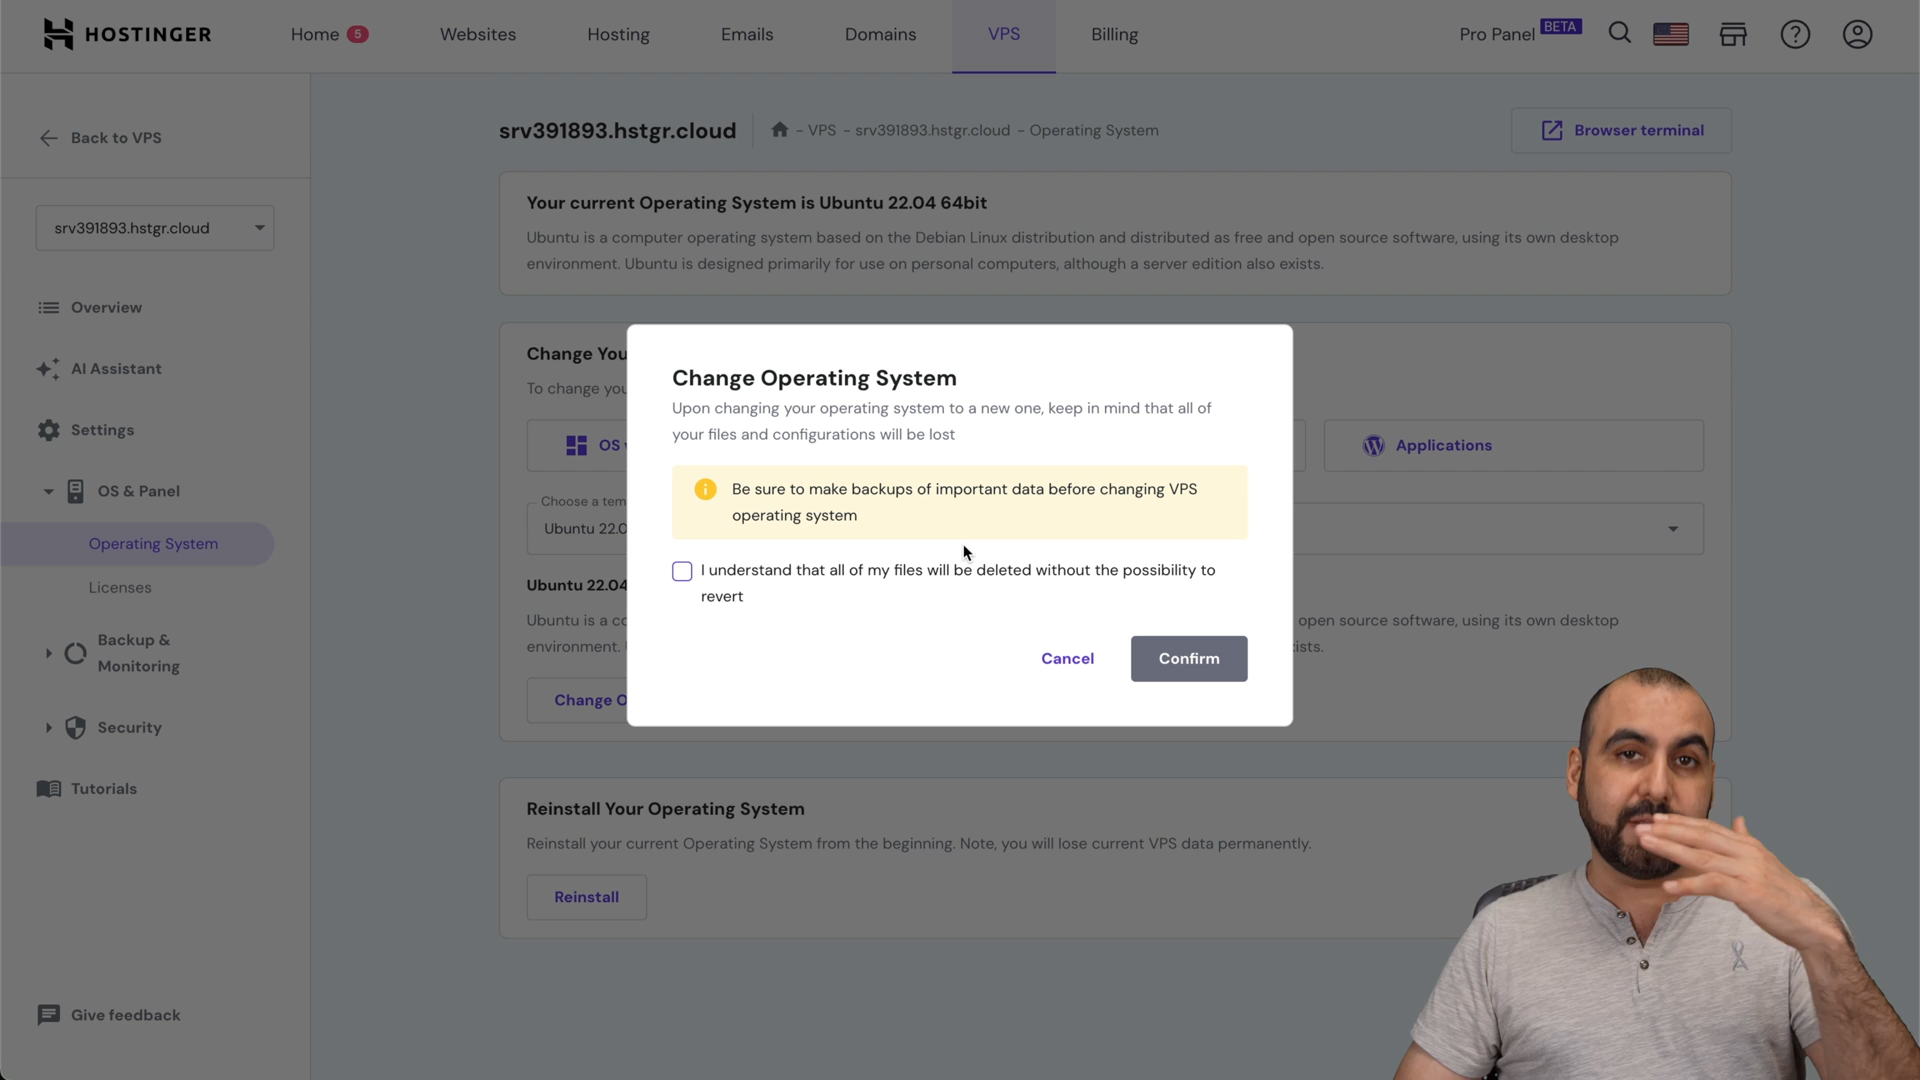 HOSTINGER
Home 5
Websites
Hosting
Emails
Domains
VPS
Billing
Pro Panel BETA
Back to VPS
srv391893.hstgr.cloud
Overview
AI Assistant
Settings
OS & Panel
Operating System
Licenses
Backup &
Monitoring
Security
Tutorials
Give feedback
srv391893.hstgr.cloud
- VPS - srv391893.hstgr.cloud - Operating System
Browser terminal
Your current Operating System is Ubuntu 22.04 64bit
Ubuntu is a computer operating system based on the Debian Linux distribution and distributed as free and open source software, using its own desktop
environment. Ubuntu is designed primarily for use on personal computers, although a server edition also exists.
Change You
To change you
OS
Applications
Choose a tem
Ubuntu 22.0
Ubuntu 22.04
Ubuntu is a co
open source software, using its own desktop
environment.
ists.
Change O
Change Operating System
Upon changing your operating system to a new one, keep in mind that all of
your files and configurations will be lost
Be sure to make backups of important data before changing VPS
operating system
I understand that all of my files will be deleted without the possibility to
revert
Cancel
Confirm
Reinstall Your Operating System
Reinstall your current Operating System from the beginning. Note, you will lose current VPS data permanently.
Reinstall